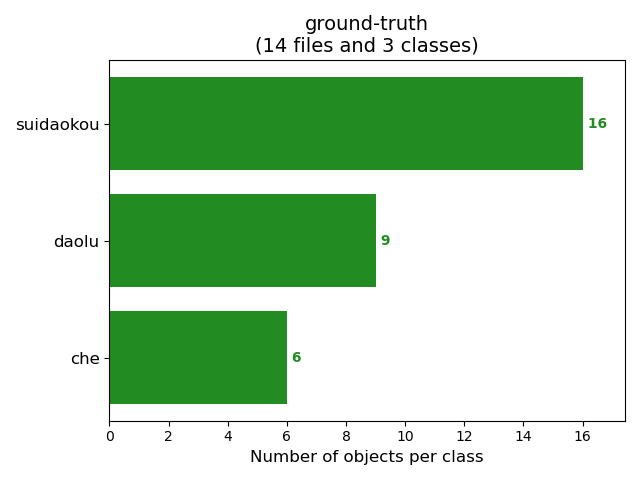 ground-truth
(14 files and 3 classes)
suidaokou
16
daolu
9
che
6
0 2 4 6 8 10 12 14 16
Number of objects per class